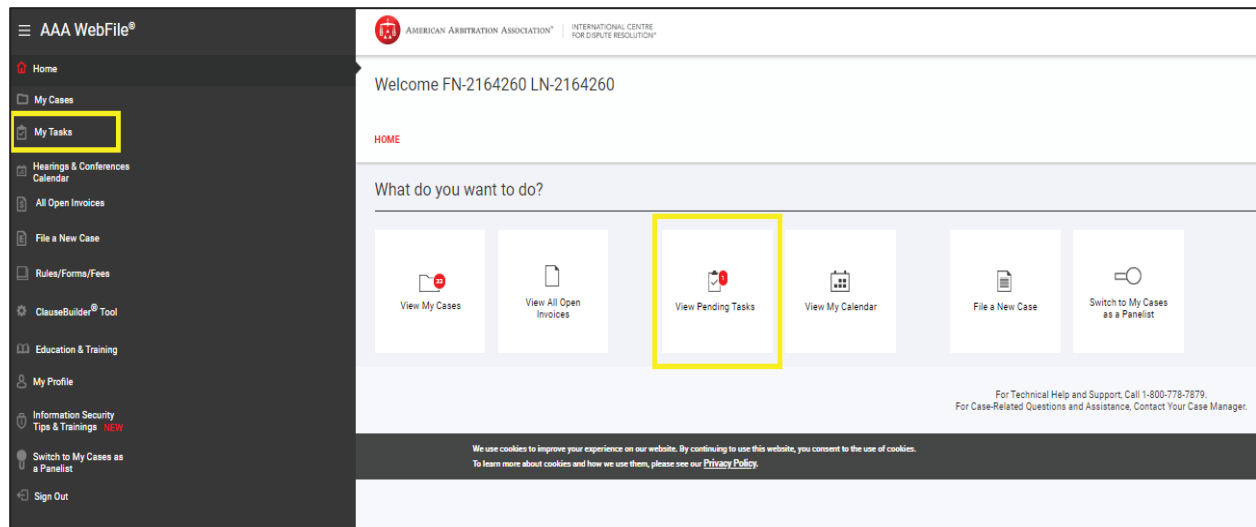 AAA WebFile®
Home
My Cases
My Tasks
Hearings & Conferences
Calendar
All Open Invoices
File a New Case
Rules/Forms/Fees
ClauseBuilder® Tool
Education & Training
My Profile
Information Security
Tips & Trainings NEW
Switch to My Cases as
a Panelist
Sign Out
AMERICAN ARBITRATION ASSOCIATION®
INTERNATIONAL CENTRE
FOR DISPUTE RESOLUTION®
Welcome FN-2164260 LN-2164260
HOME
What do you want to do?
View My Cases
View All Open
Invoices
1
View Pending Tasks
View My Calendar
File a New Case
Switch to My Cases
as a Panelist
For Technical Help and Support, Call 1-800-778-7879.
For Case-Related Questions and Assistance, Contact Your Case Manager.
We use cookies to improve your experience on our website. By continuing to use this website, you consent to the use of cookies.
To learn more about cookies and how we use them, please see our Privacy Policy.